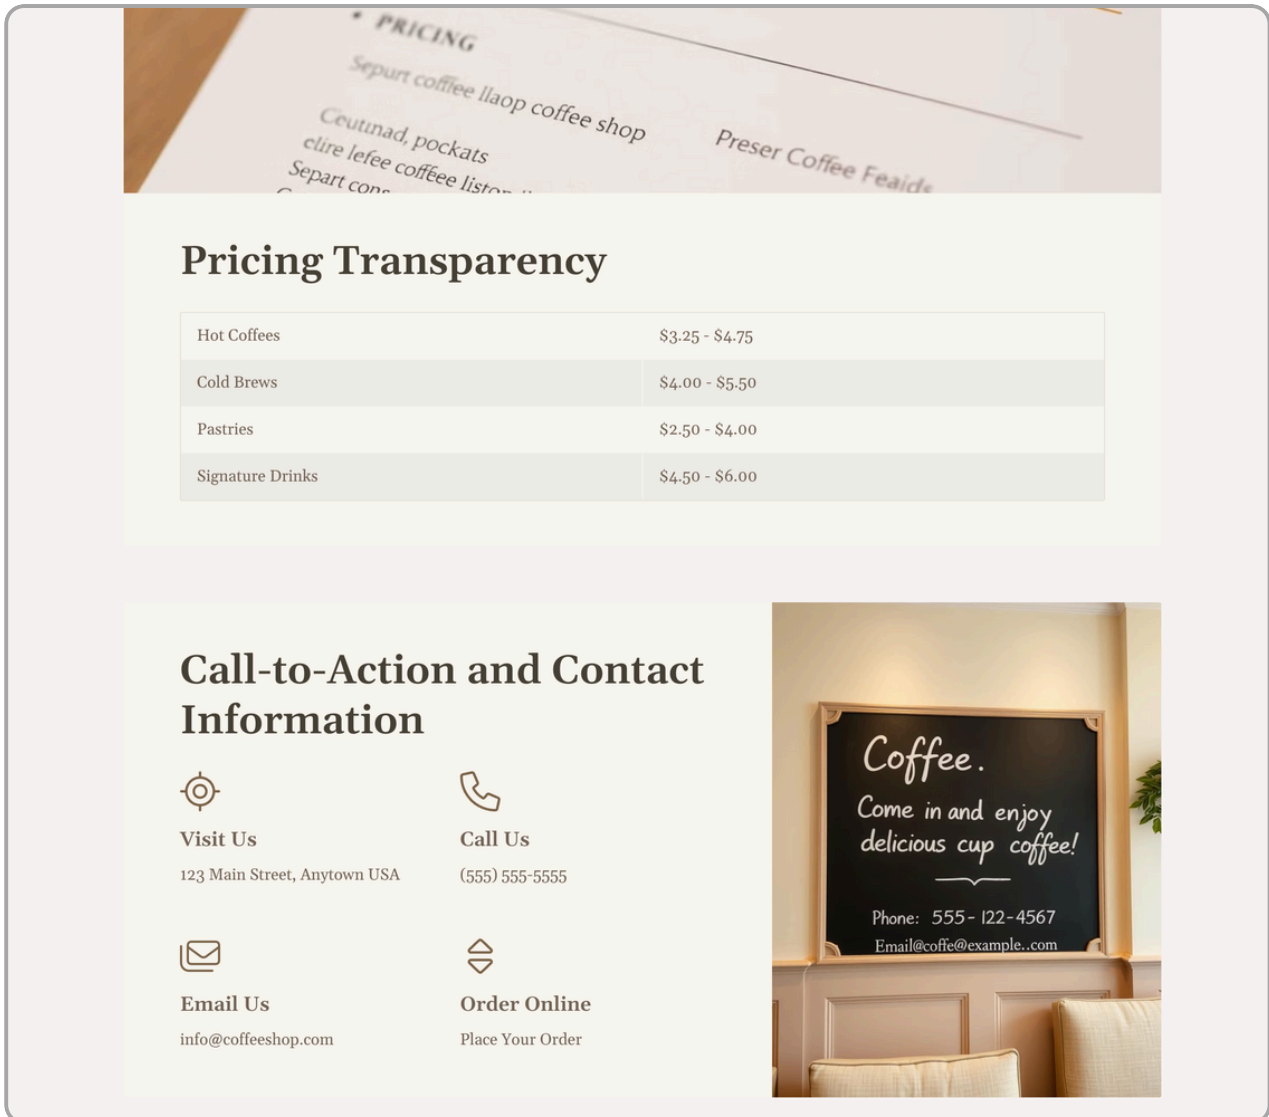 • PRICING
Sepurt coffee llaop coffee shop
Preser Coffee Feaids
Ceutinad, pockats
clire lefee coffeee liston
Separt cons
Pricing Transparency
Hot Coffees $3.25 - $4.75
Cold Brews $4.00 - $5.50
Pastries $2.50 - $4.00
Signature Drinks $4.50 - $6.00
Call-to-Action and Contact
Information
Visit Us
123 Main Street, Anytown USA
Call Us
(555) 555-5555
Email Us
info@coffeeshop.com
Order Online
Place Your Order
Coffee.
Come in and enjoy
delicious cup coffee!
Phone: 555-122-4567
Email@coffe@example..com